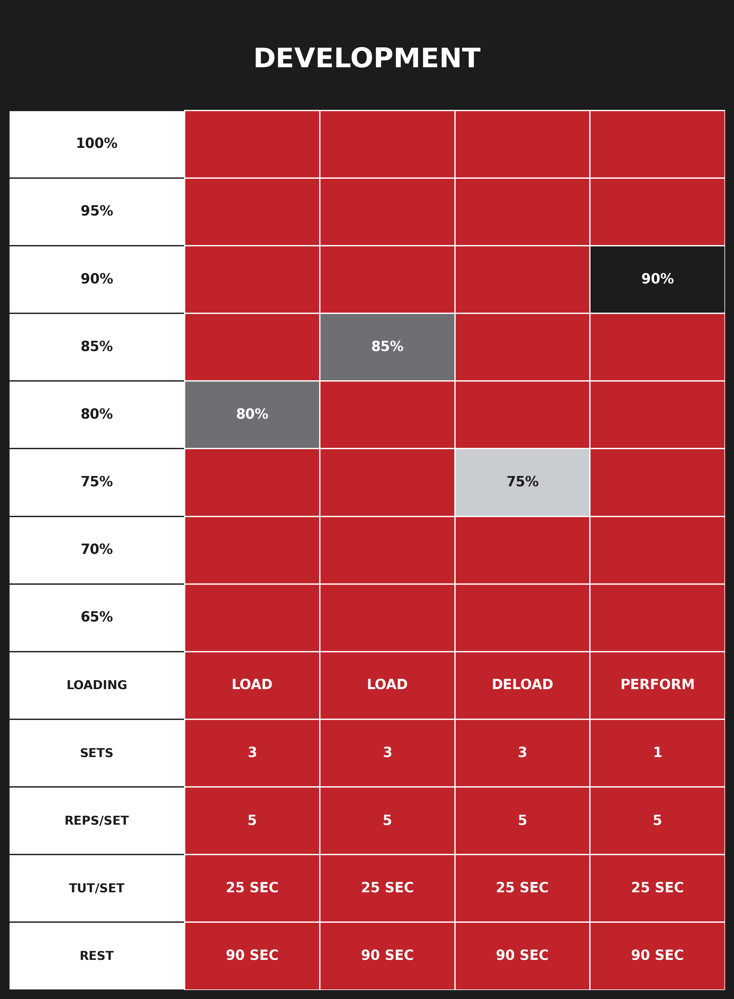 DEVELOPMENT
100%
95%
90% 90%
85% 85%
80% 80%
75% 75%
70%
65%
LOADING LOAD LOAD DELOAD PERFORM
SETS 3 3 3 1
REPS/SET 5 5 5 5
TUT/SET 25 SEC 25 SEC 25 SEC 25 SEC
REST 90 SEC 90 SEC 90 SEC 90 SEC